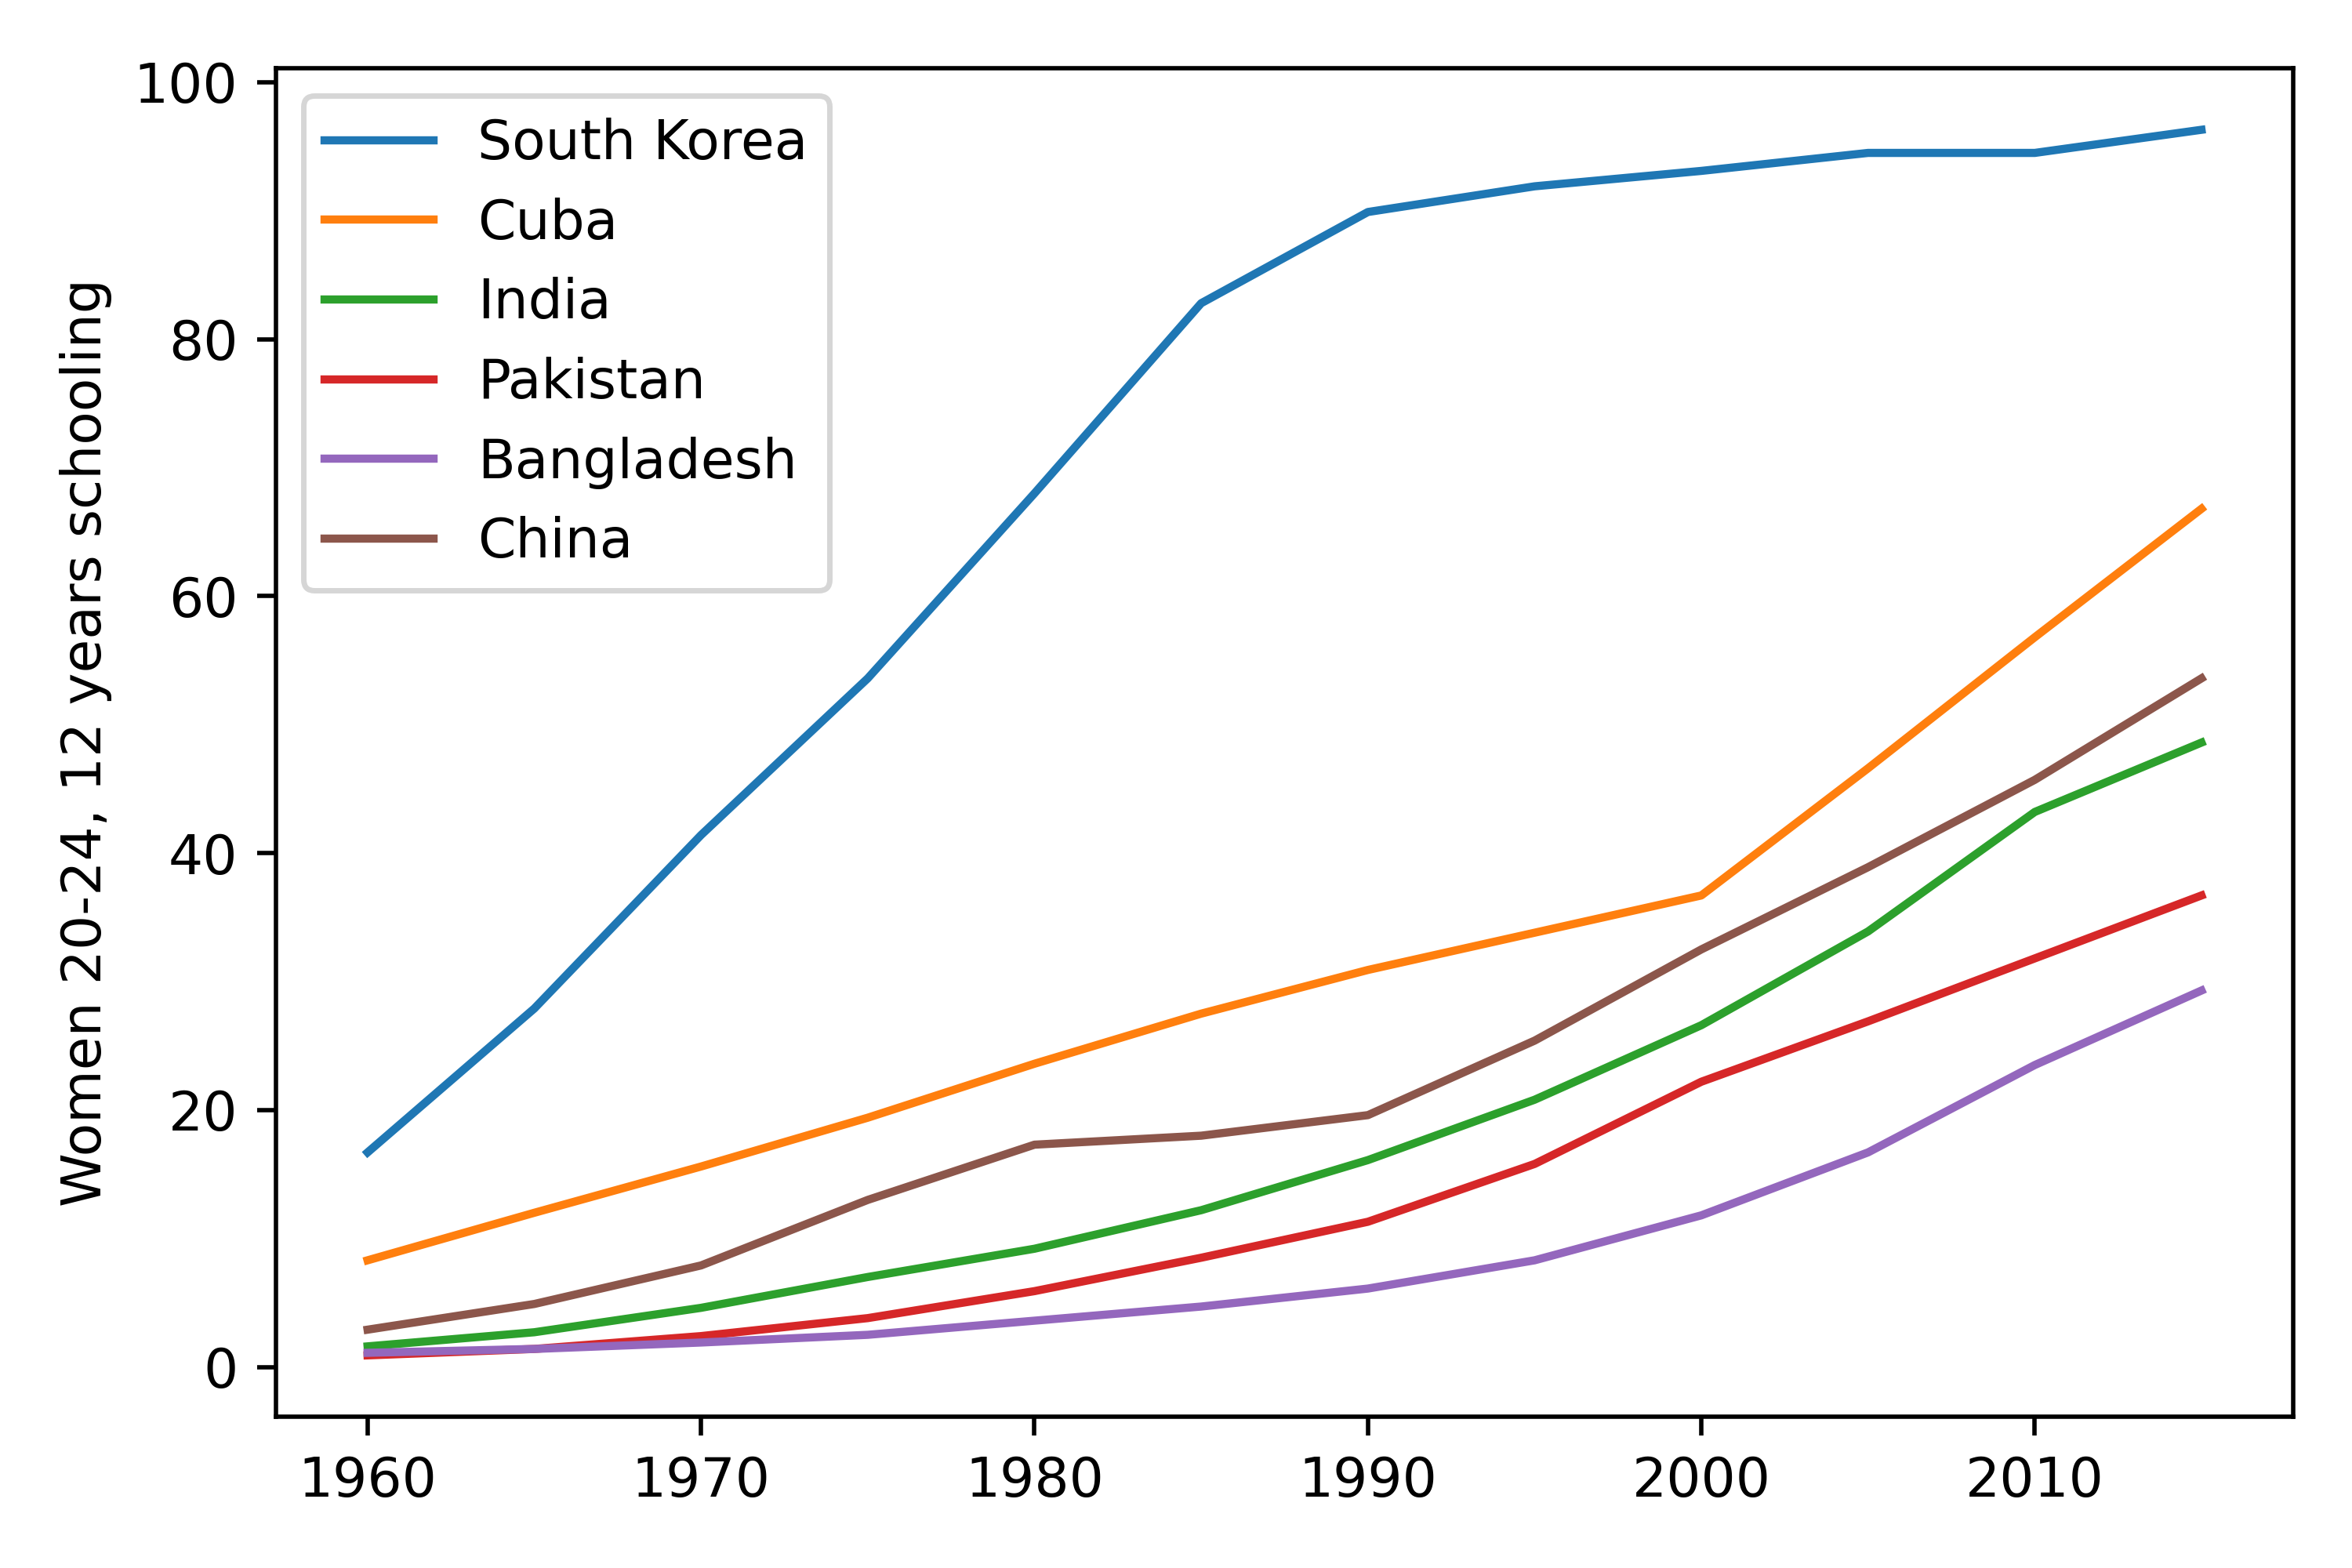 100
80
60
40
20
0
Women 20-24, 12 years schooling
South Korea
Cuba
India
Pakistan
Bangladesh
China
1960 1970 1980 1990 2000 2010